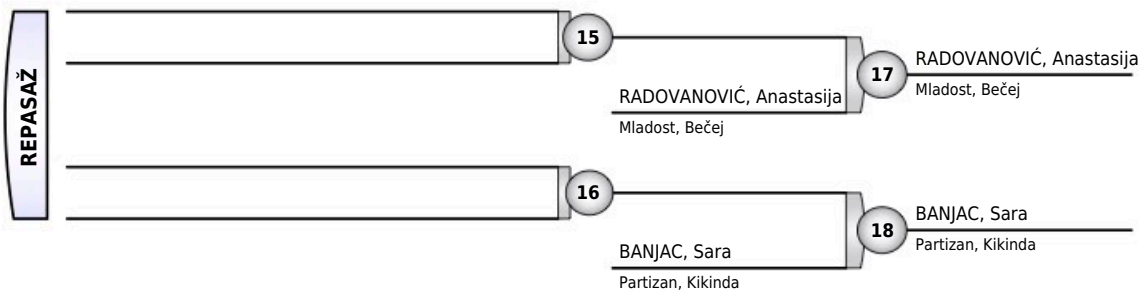 REPASAŽ
15
17
RADOVANOVIĆ, Anastasija
Mladost, Bečej
RADOVANOVIĆ, Anastasija
Mladost, Bečej
16
18
BANJAC, Sara
Partizan, Kikinda
BANJAC, Sara
Partizan, Kikinda